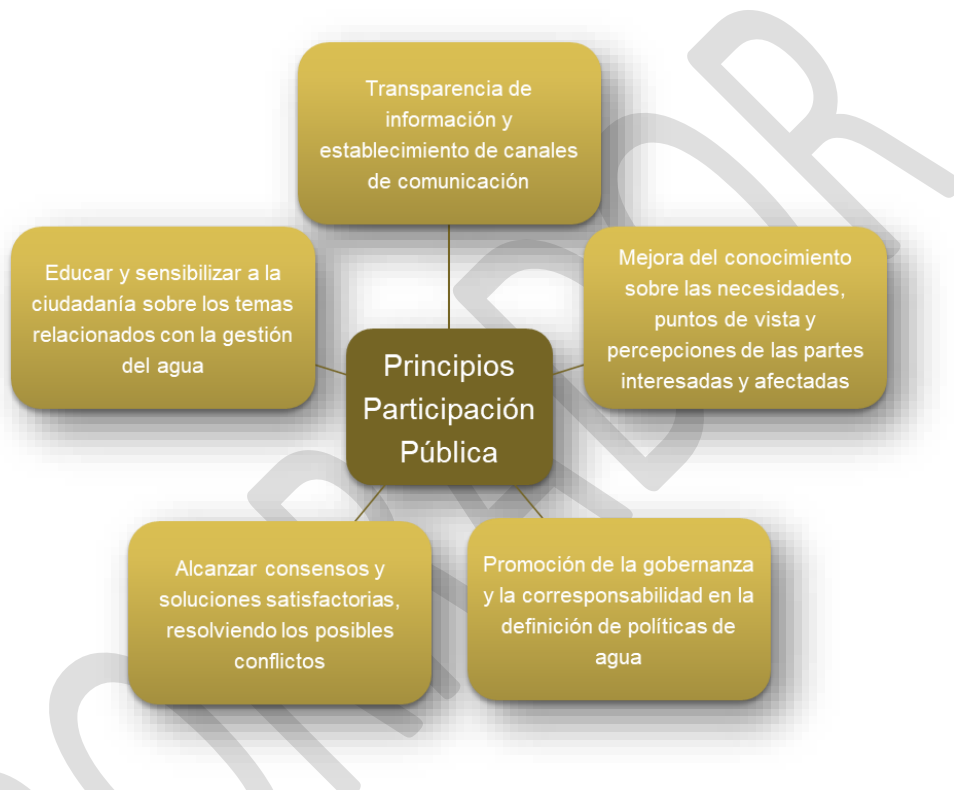 Transparencia de
información y
establecimiento de canales
de comunicación
Mejora del conocimiento
sobre las necesidades,
puntos de vista y
percepciones de las partes
interesadas y afectadas
Promoción de la gobernanza
y la corresponsabilidad en la
definición de políticas de
agua
Alcanzar consensos y
soluciones satisfactorias,
resolviendo los posibles
conflictos
Educar y sensibilizar a la
ciudadanía sobre los temas
relacionados con la gestión
del agua
Principios
Participación
Pública